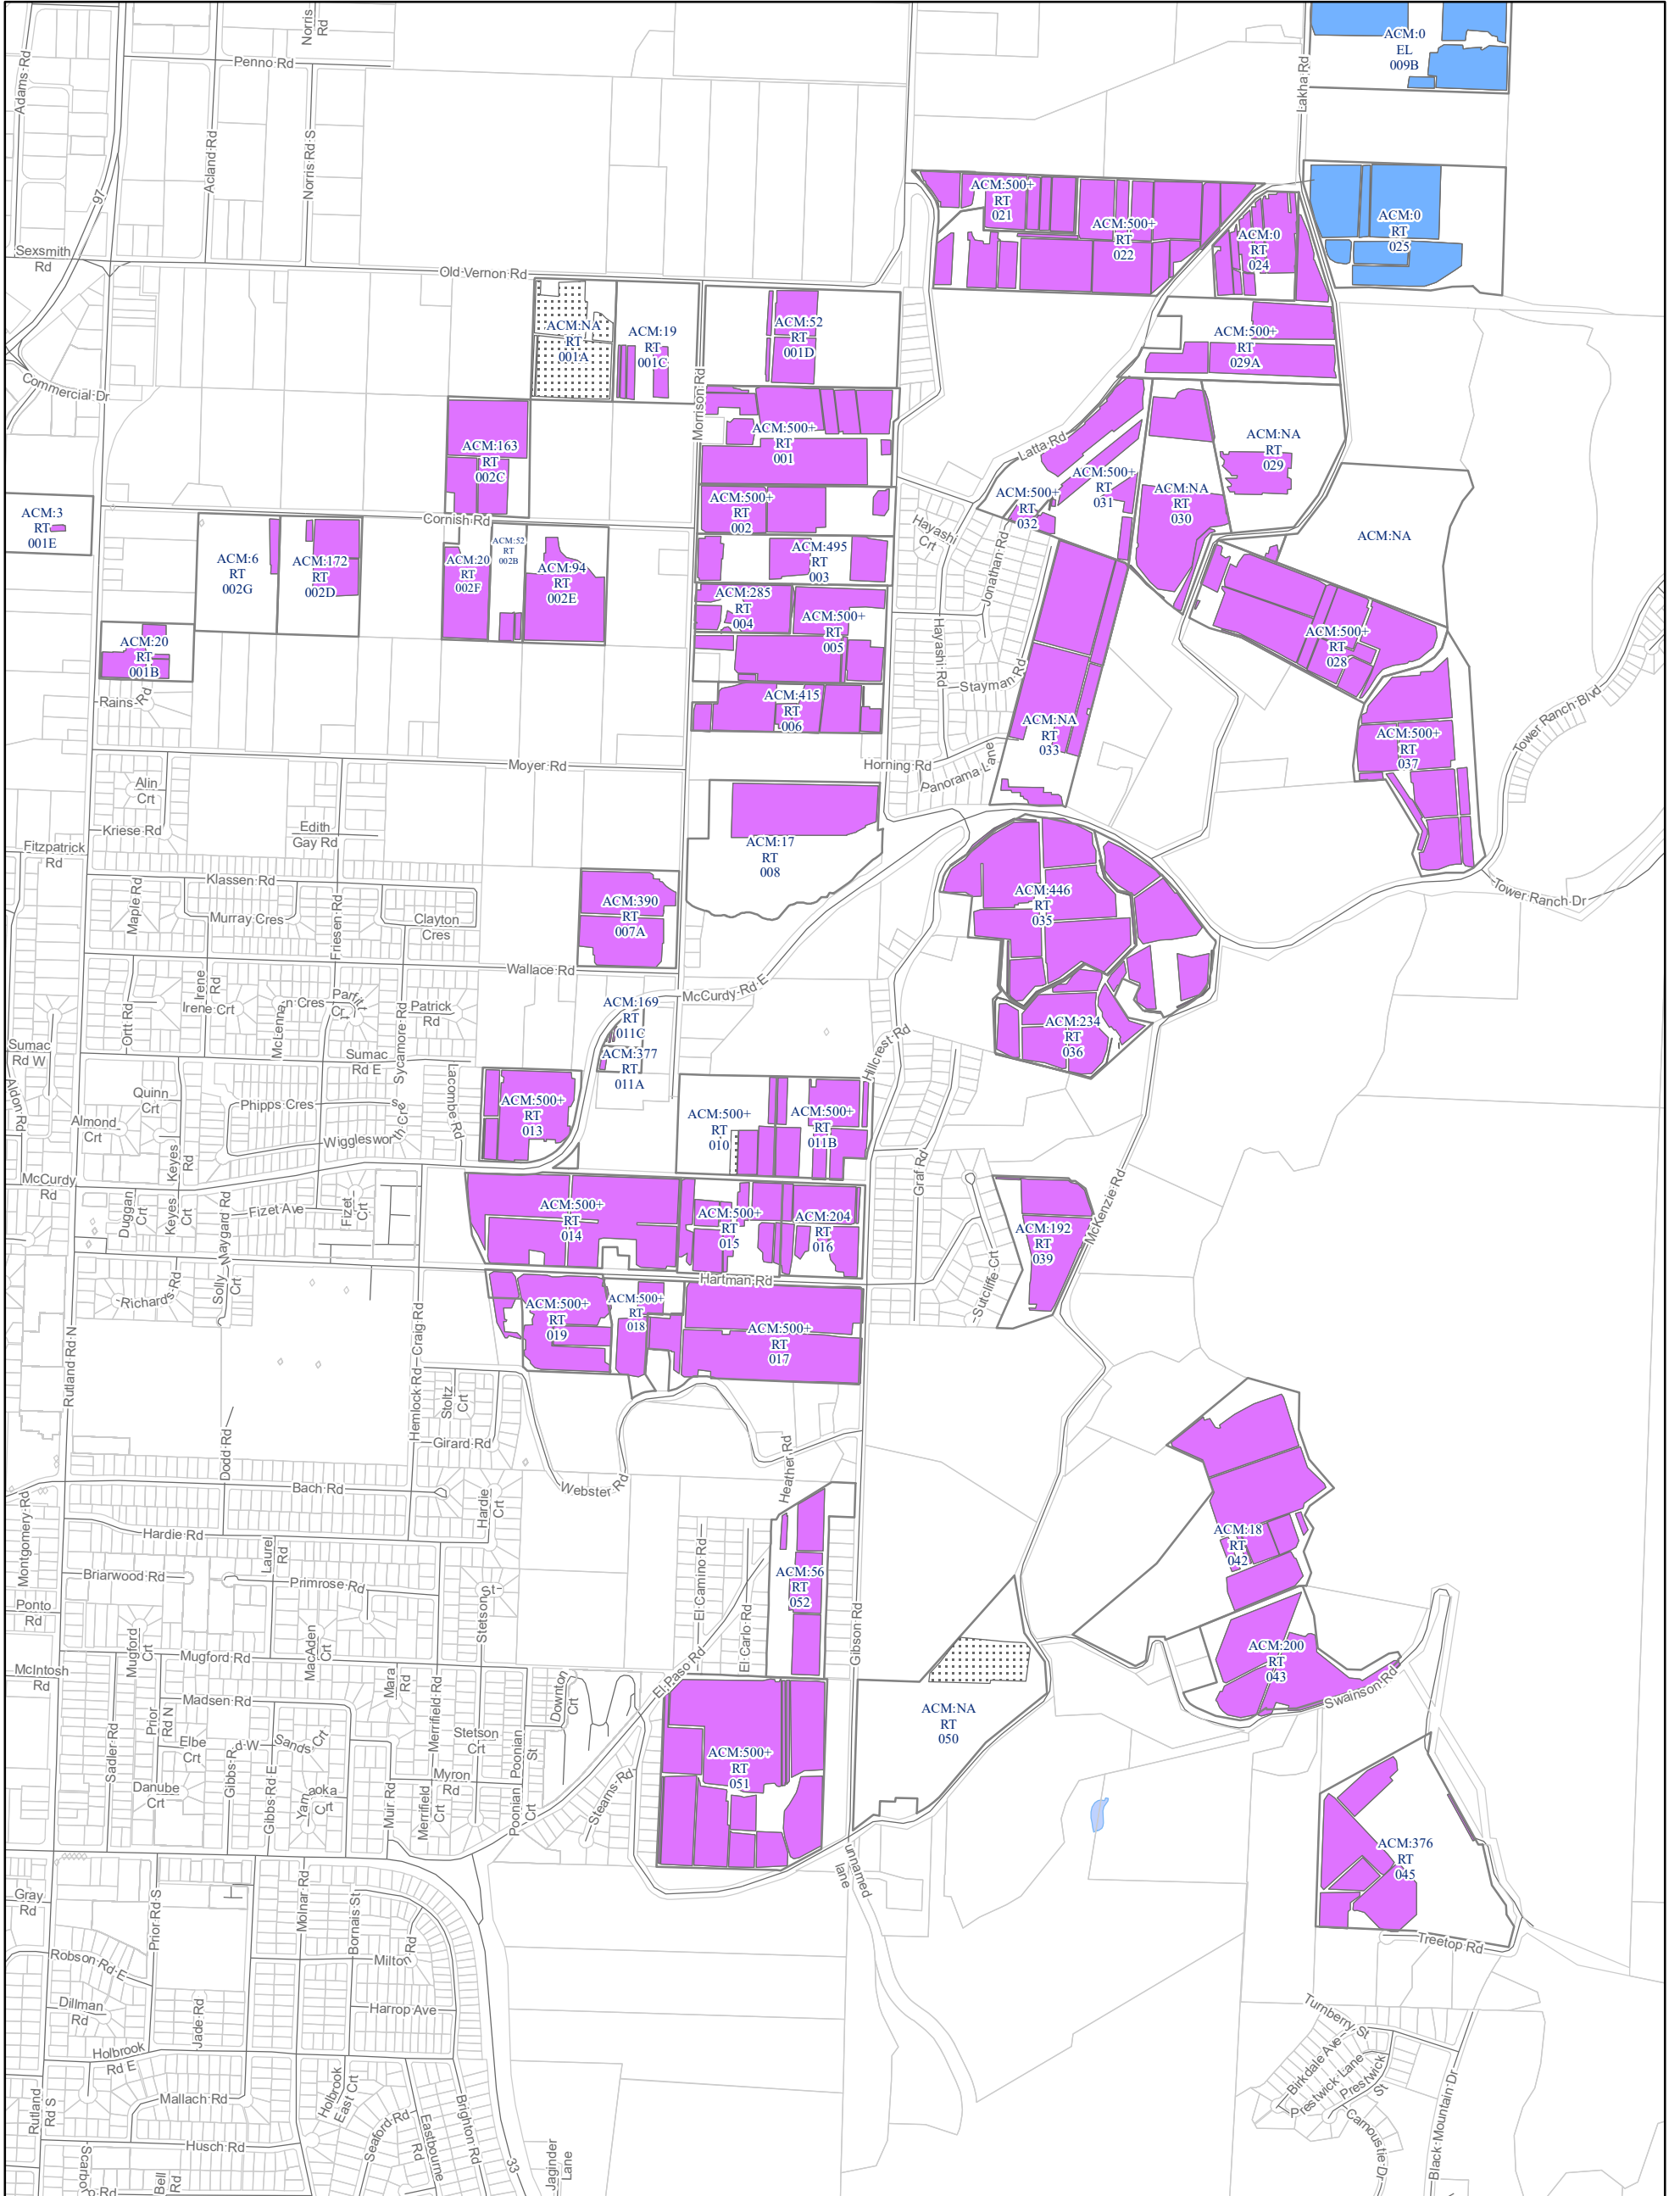 Norris
Rd
Penno Rd
Adams Rd
Acland Rd
Norris Rd S
97
Lakha Rd
ACM:0
EL
009B
Sexsmith
Rd
Old Vernon Rd
ACM:500+
RT
021
ACM:500+
RT
022
ACM:0
RT
024
ACM:0
RT
025
ACM:NA
RT
001A
ACM:19
RT
001C
ACM:52
RT
001D
ACM:500+
RT
029A
Commercial Dr
Morrison Rd
ACM:163
RT
002C
ACM:500+
RT
001
Latta Rd
ACM:NA
RT
029
ACM:500+
RT
031
ACM:500+
RT
032
ACM:NA
RT
030
ACM:NA
ACM:3
RT
001E
Cornish Rd
ACM:500+
RT
002
Hayashi
Crt
Jonathan Rd
ACM:6
RT
002G
ACM:172
RT
002D
ACM:20
RT
002F
ACM:52
RT
002B
ACM:94
RT
002E
ACM:495
RT
003
ACM:285
RT
004
ACM:500+
RT
005
Hayashi Rd
Stayman Rd
ACM:500+
RT
028
ACM:20
RT
001B
Rains Rd
ACM:415
RT
006
ACM:NA
RT
033
ACM:500+
RT
037
Tower Ranch Blvd
Moyer Rd
Horning Rd
Panorama Lane
Alin
Crt
Kriese Rd
Edith
Gay Rd
Fitzpatrick
Rd
ACM:17
RT
008
Klassen Rd
Maple Rd
Murray Cres
Friesen Rd
Clayton
Cres
ACM:390
RT
007A
ACM:446
RT
035
Tower Ranch Dr
Wallace Rd
McCurdy Rd E
Irene
Rd
Irene Crt
Ortt Rd
Patrick
Rd
Sycamore Rd
ACM:169
RT
011C
ACM:377
RT
011A
ACM:234
RT
036
Hillcrest Rd
Sumac
Rd W
Sumac
Rd E
Aldon Rd
Quinn
Crt
Phipps Cres
Lacombe Rd
Almond
Crt
Keyes
Rd
ACM:500+
RT
013
ACM:500+
RT
010
ACM:500+
RT
011B
Graf Rd
McCurdy
Rd
Duggan
Crt
Keyes
Crt
Maygard Rd
Fizet Ave
Fizet
Crt
ACM:500+
RT
014
ACM:500+
RT
015
ACM:204
RT
016
ACM:192
RT
039
McKenzie Rd
Sutcliffe Crt
Hartman Rd
Richards Rd
Solly
Crt
Craig Rd
ACM:500+
RT
019
ACM:500+
RT
018
ACM:500+
RT
017
Rutland Rd N
Hemlock Rd
Stoltz
Crt
Girard Rd
Dodd Rd
Heather Rd
Webster Rd
Bach Rd
Hardie
Crt
Montgomery Rd
Hardie Rd
Laurel
Rd
Briarwood Rd
Primrose Rd
Stetson St
El Camino Rd
El Carlo Rd
ACM:56
RT
052
ACM:18
RT
042
Ponto
Rd
Mugford
Crt
MacAden
Crt
Mugford Rd
Gibson Rd
ACM:200
RT
043
Swainson Rd
McIntosh
Rd
Mara
Rd
Merrifield Rd
Downton
Crt
El Paso Rd
Madsen Rd
Prior
Rd N
Sadler Rd
Elbe
Crt
Sands Crt
Stetson
Crt
Poonian
St
ACM:NA
RT
050
ACM:500+
RT
051
Danube
Crt
Gibbs Rd E
Muir Rd
Myron
Rd
Merrifield
Crt
Poonian
Crt
Stearns Rd
ACM:376
RT
045
unnamed
lane
Gray
Rd
Prior Rd S
Molnar Rd
Bornais St
Milton Rd
Treetop Rd
Robson Rd E
Dillman
Rd
Jade Rd
Harrop Ave
Holbrook
Rd E
Turnberry St
Birkdale Ave
Prestwick Lane
Prestwick
St
Carnoustie Dr
Black Mountain Dr
Mallach Rd
Holbrook
East Crt
Rutland
Rd S
Seaford Rd
Eastbourne
Rd
Brighton Rd
33
Husch Rd
Bell
Rd
Jaginder
Lane